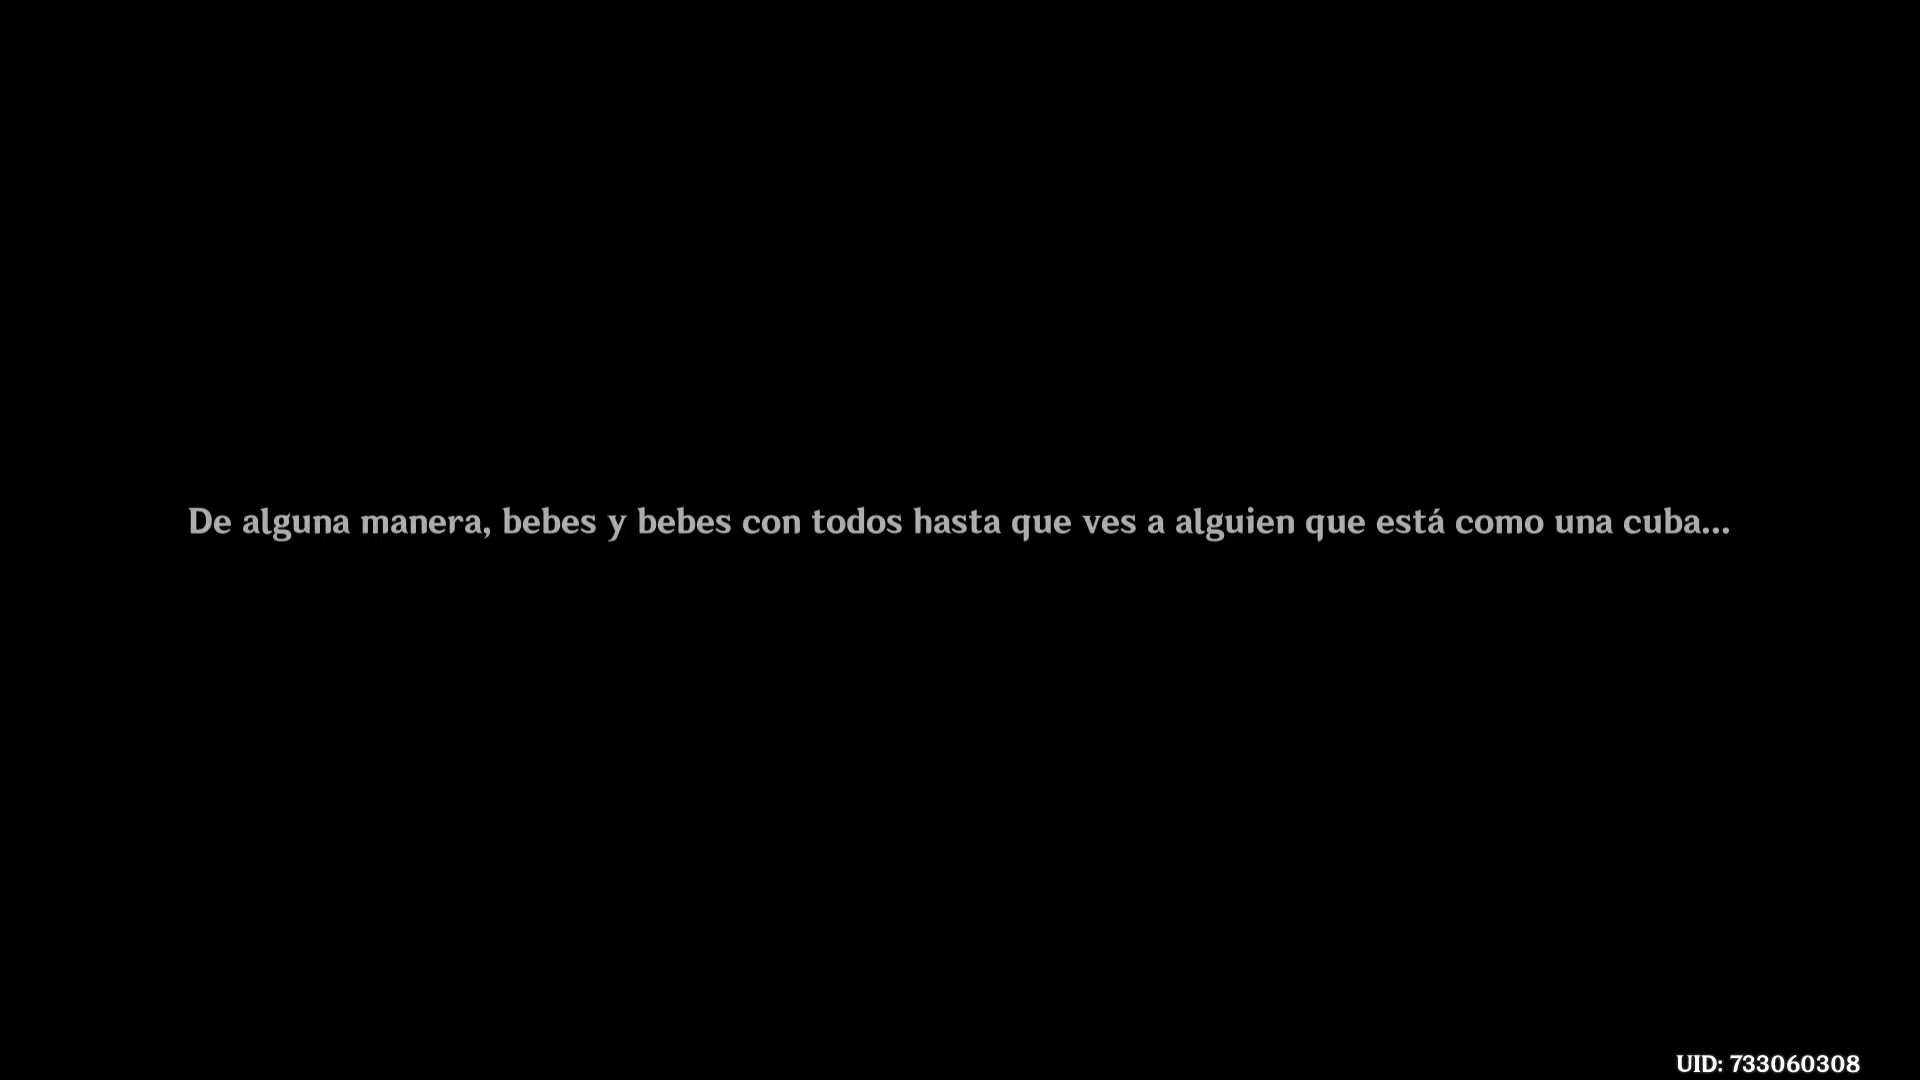 De alguna manera, bebes y bebes con todos hasta que ves a alguien que está como una cuba...
UID: 733060308